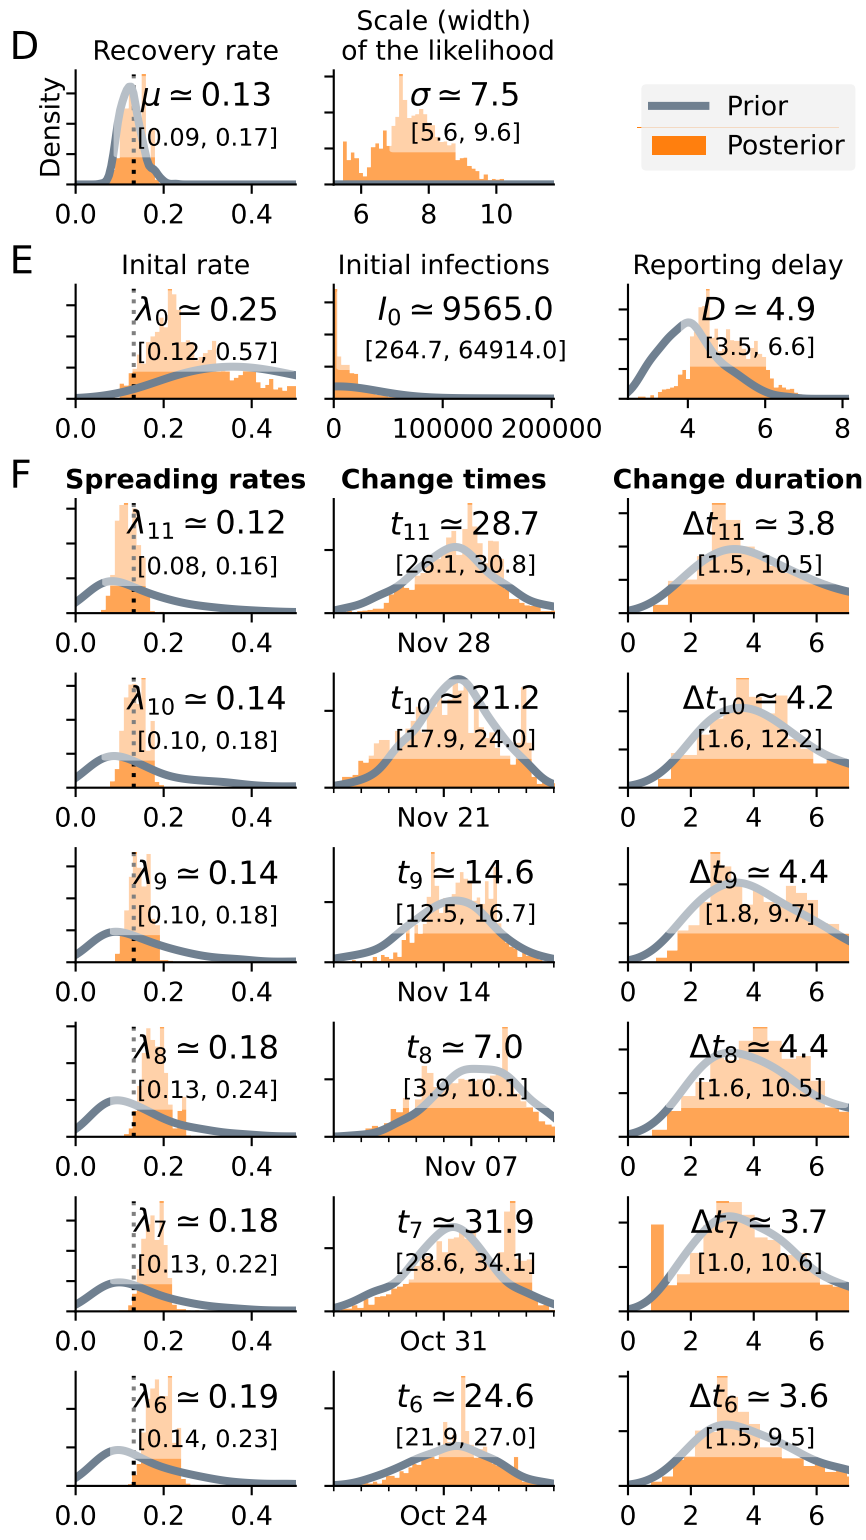 D
Recovery rate
Density
μ ≃ 0.13
[0.09, 0.17]
0.0 0.2 0.4
Scale (width)
of the likelihood
σ ≃ 7.5
[5.6, 9.6]
6 8 10
Prior
Posterior
E
Inital rate
λ0 ≃ 0.25
[0.12, 0.57]
0.0 0.2 0.4
Initial infections
I0 ≃ 9565.0
[264.7, 64914.0]
0 100000 200000
Reporting delay
D ≃ 4.9
[3.5, 6.6]
4 6 8
F
Spreading rates Change times Change duration
λ11 ≃ 0.12
[0.08, 0.16]
0.0 0.2 0.4
t11 ≃ 28.7
[26.1, 30.8]
Nov 28
Δt11 ≃ 3.8
[1.5, 10.5]
0 2 4 6
λ10 ≃ 0.14
[0.10, 0.18]
0.0 0.2 0.4
t10 ≃ 21.2
[17.9, 24.0]
Nov 21
Δt10 ≃ 4.2
[1.6, 12.2]
0 2 4 6
λ9 ≃ 0.14
[0.10, 0.18]
0.0 0.2 0.4
t9 ≃ 14.6
[12.5, 16.7]
Nov 14
Δt9 ≃ 4.4
[1.8, 9.7]
0 2 4 6
λ8 ≃ 0.18
[0.13, 0.24]
0.0 0.2 0.4
t8 ≃ 7.0
[3.9, 10.1]
Nov 07
Δt8 ≃ 4.4
[1.6, 10.5]
0 2 4 6
λ7 ≃ 0.18
[0.13, 0.22]
0.0 0.2 0.4
t7 ≃ 31.9
[28.6, 34.1]
Oct 31
Δt7 ≃ 3.7
[1.0, 10.6]
0 2 4 6
λ6 ≃ 0.19
[0.14, 0.23]
0.0 0.2 0.4
t6 ≃ 24.6
[21.9, 27.0]
Oct 24
Δt6 ≃ 3.6
[1.5, 9.5]
0 2 4 6